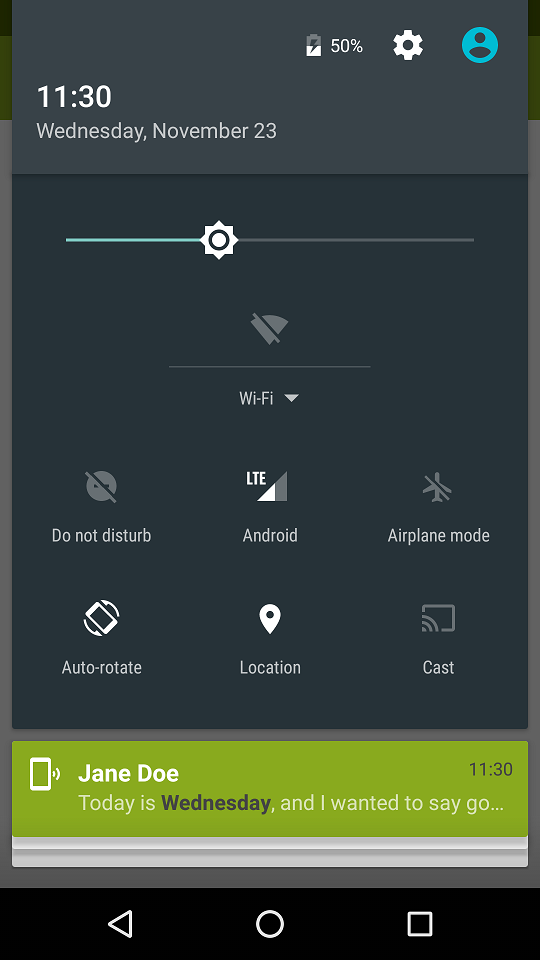 50%
11:30
Wednesday, November 23
Wi-Fi
LTE
Do not disturb
Android
Airplane mode
Auto-rotate
Location
Cast
Jane Doe
11:30
Today is Wednesday, and I wanted to say go…